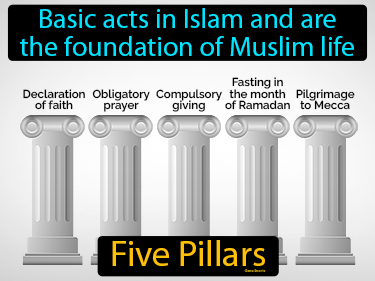 Basic acts in Islam and are
the foundation of Muslim life
Declaration
of faith
Obligatory
prayer
Compulsory
giving
Fasting in
the month
of Ramadan
Pilgrimage
to Mecca
Five Pillars